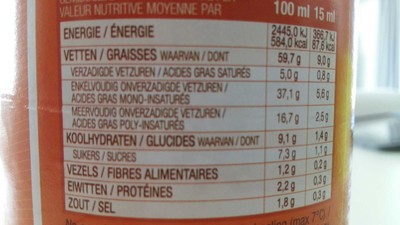 VALEUR NUTRITIVE MOYENNE PAR 100 ml 15 ml
ENERGIE / ÉNERGIE 2445,0 KJ 366,7 KJ
584,0 kcal 87,6 kcal
VETTEN / GRAISSES WAARVAN / DONT 59,7 g 9,0 g
VERZADIGDE VETZUREN / ACIDES GRAS SATURÉS 5,0 g 0,8 g
ENKELVOUDIG ONVERZADIGDE VETZUREN /
ACIDES GRAS MONO-INSATURÉS 37,1 g 5,6 g
MEERVOUDIG ONVERZADIGDE VETZUREN /
ACIDES GRAS POLY-INSATURÉS 16,7 g 2,5 g
KOOLHYDRATEN / GLUCIDES WAARVAN / DONT 9,1 g 1,4 g
SUIKERS / SUCRES 7,3 g 1,1 g
VEZELS / FIBRES ALIMENTAIRES 1,2 g 0,2 g
EIWITTEN / PROTÉINES 2,2 g 0,3 g
ZOUT / SEL 1,8 g 0,3 g
(max 7°C) /